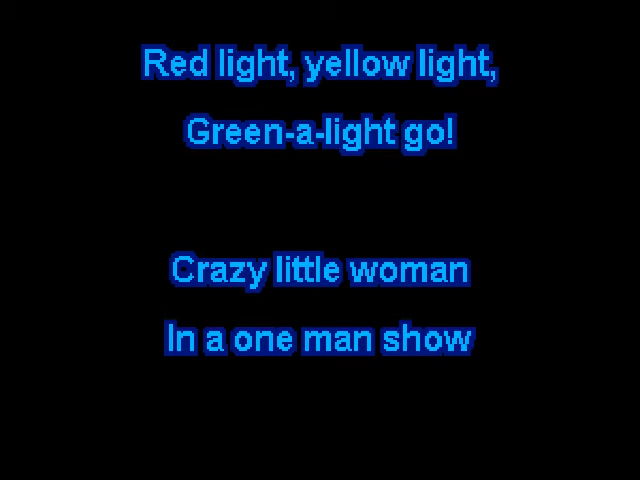 Red light, yellow light,
Green-a-light go!
Crazy little woman
In a one man show